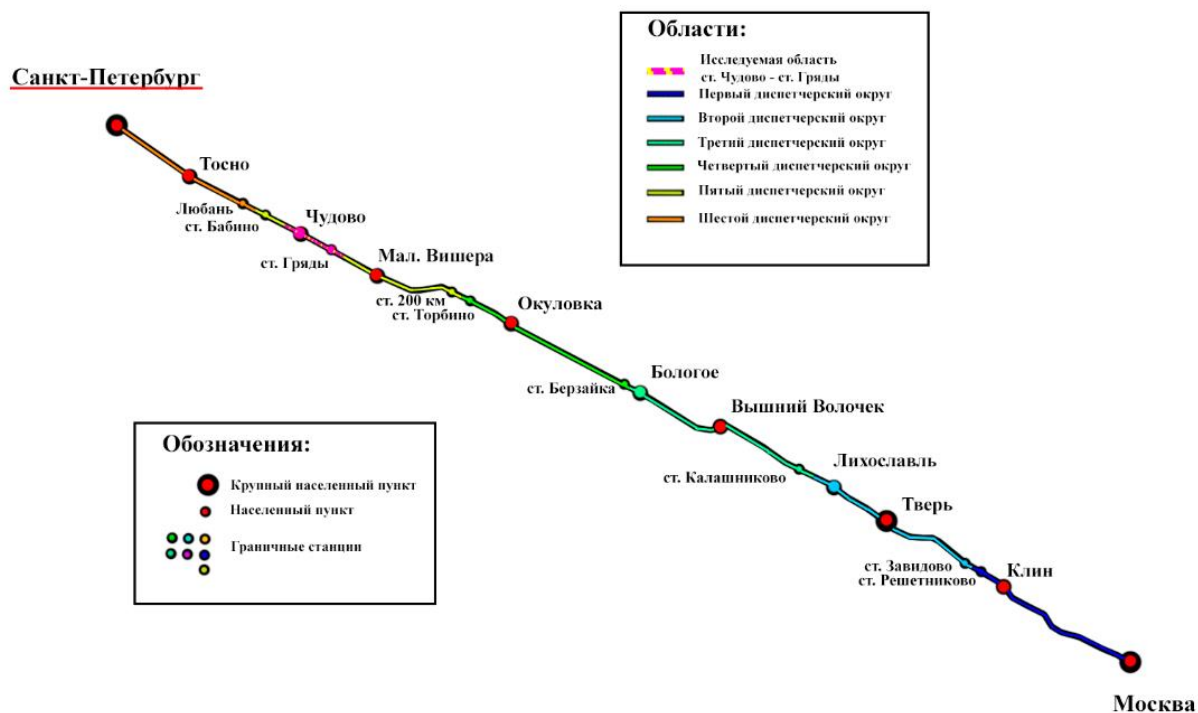 Санкт-Петербург
Тосно
Любань
ст. Бабино
Чудово
ст. Гряды
Мал. Вишера
ст. 200 км
ст. Торбино
Окуловка
ст. Берзайка
Бологое
Вышний Волочек
ст. Калашниково
Лихославль
Тверь
ст. Завидово
ст. Решетниково
Клин
Москва
Области:
Исследуемая область
ст. Чудово - ст. Гряды
Первый диспетчерский округ
Второй диспетчерский округ
Третий диспетчерский округ
Четвертый диспетчерский округ
Пятый диспетчерский округ
Шестой диспетчерский округ
Обозначения:
Крупный населенный пункт
Населенный пункт
Граничные станции